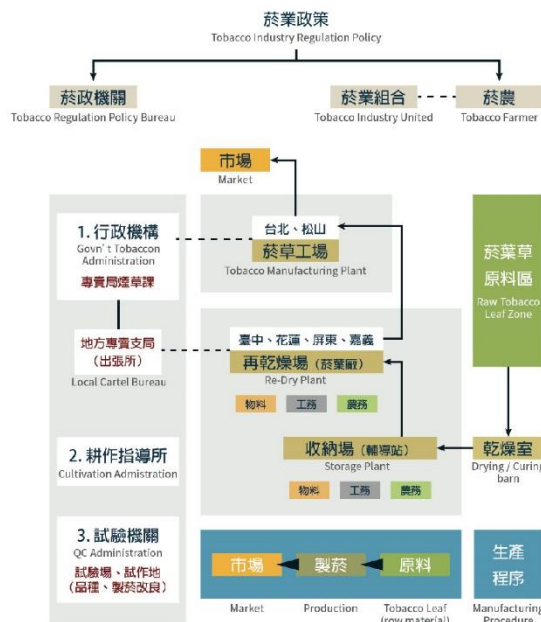 菸業政策
Tobacco Industry Regulation Policy
菸政機關
Tobacco Regulation Policy Bureau
菸業組合
Tobacco Industry United
菸農
Tobacco Farmer
市場
Market
1. 行政機構
Govn't Tobaccon
Administration
專賣局煙草課
台北、松山
菸草工場
Tobacco Manufacturing Plant
菸葉草
原料區
Raw Tobacco
Leaf Zone
地方專賣支局
(出張所)
Local Cartel Bureau
臺中、花蓮、屏東、嘉義
再乾燥場（菸葉廠）
Re-Dry Plant
物料
工務
農務
2. 耕作指導所
Cultivation Admistration
收納場（輔導站）
Storage Plant
物料
工務
農務
乾燥室
Drying / Curing
barn
3. 試驗機關
QC Administration
試驗場、試作地
(品種、製菸改良)
市場
製菸
原料
Market
Production
Tobacco Leaf
(row material)
生產
程序
Manufacturing
Procedure